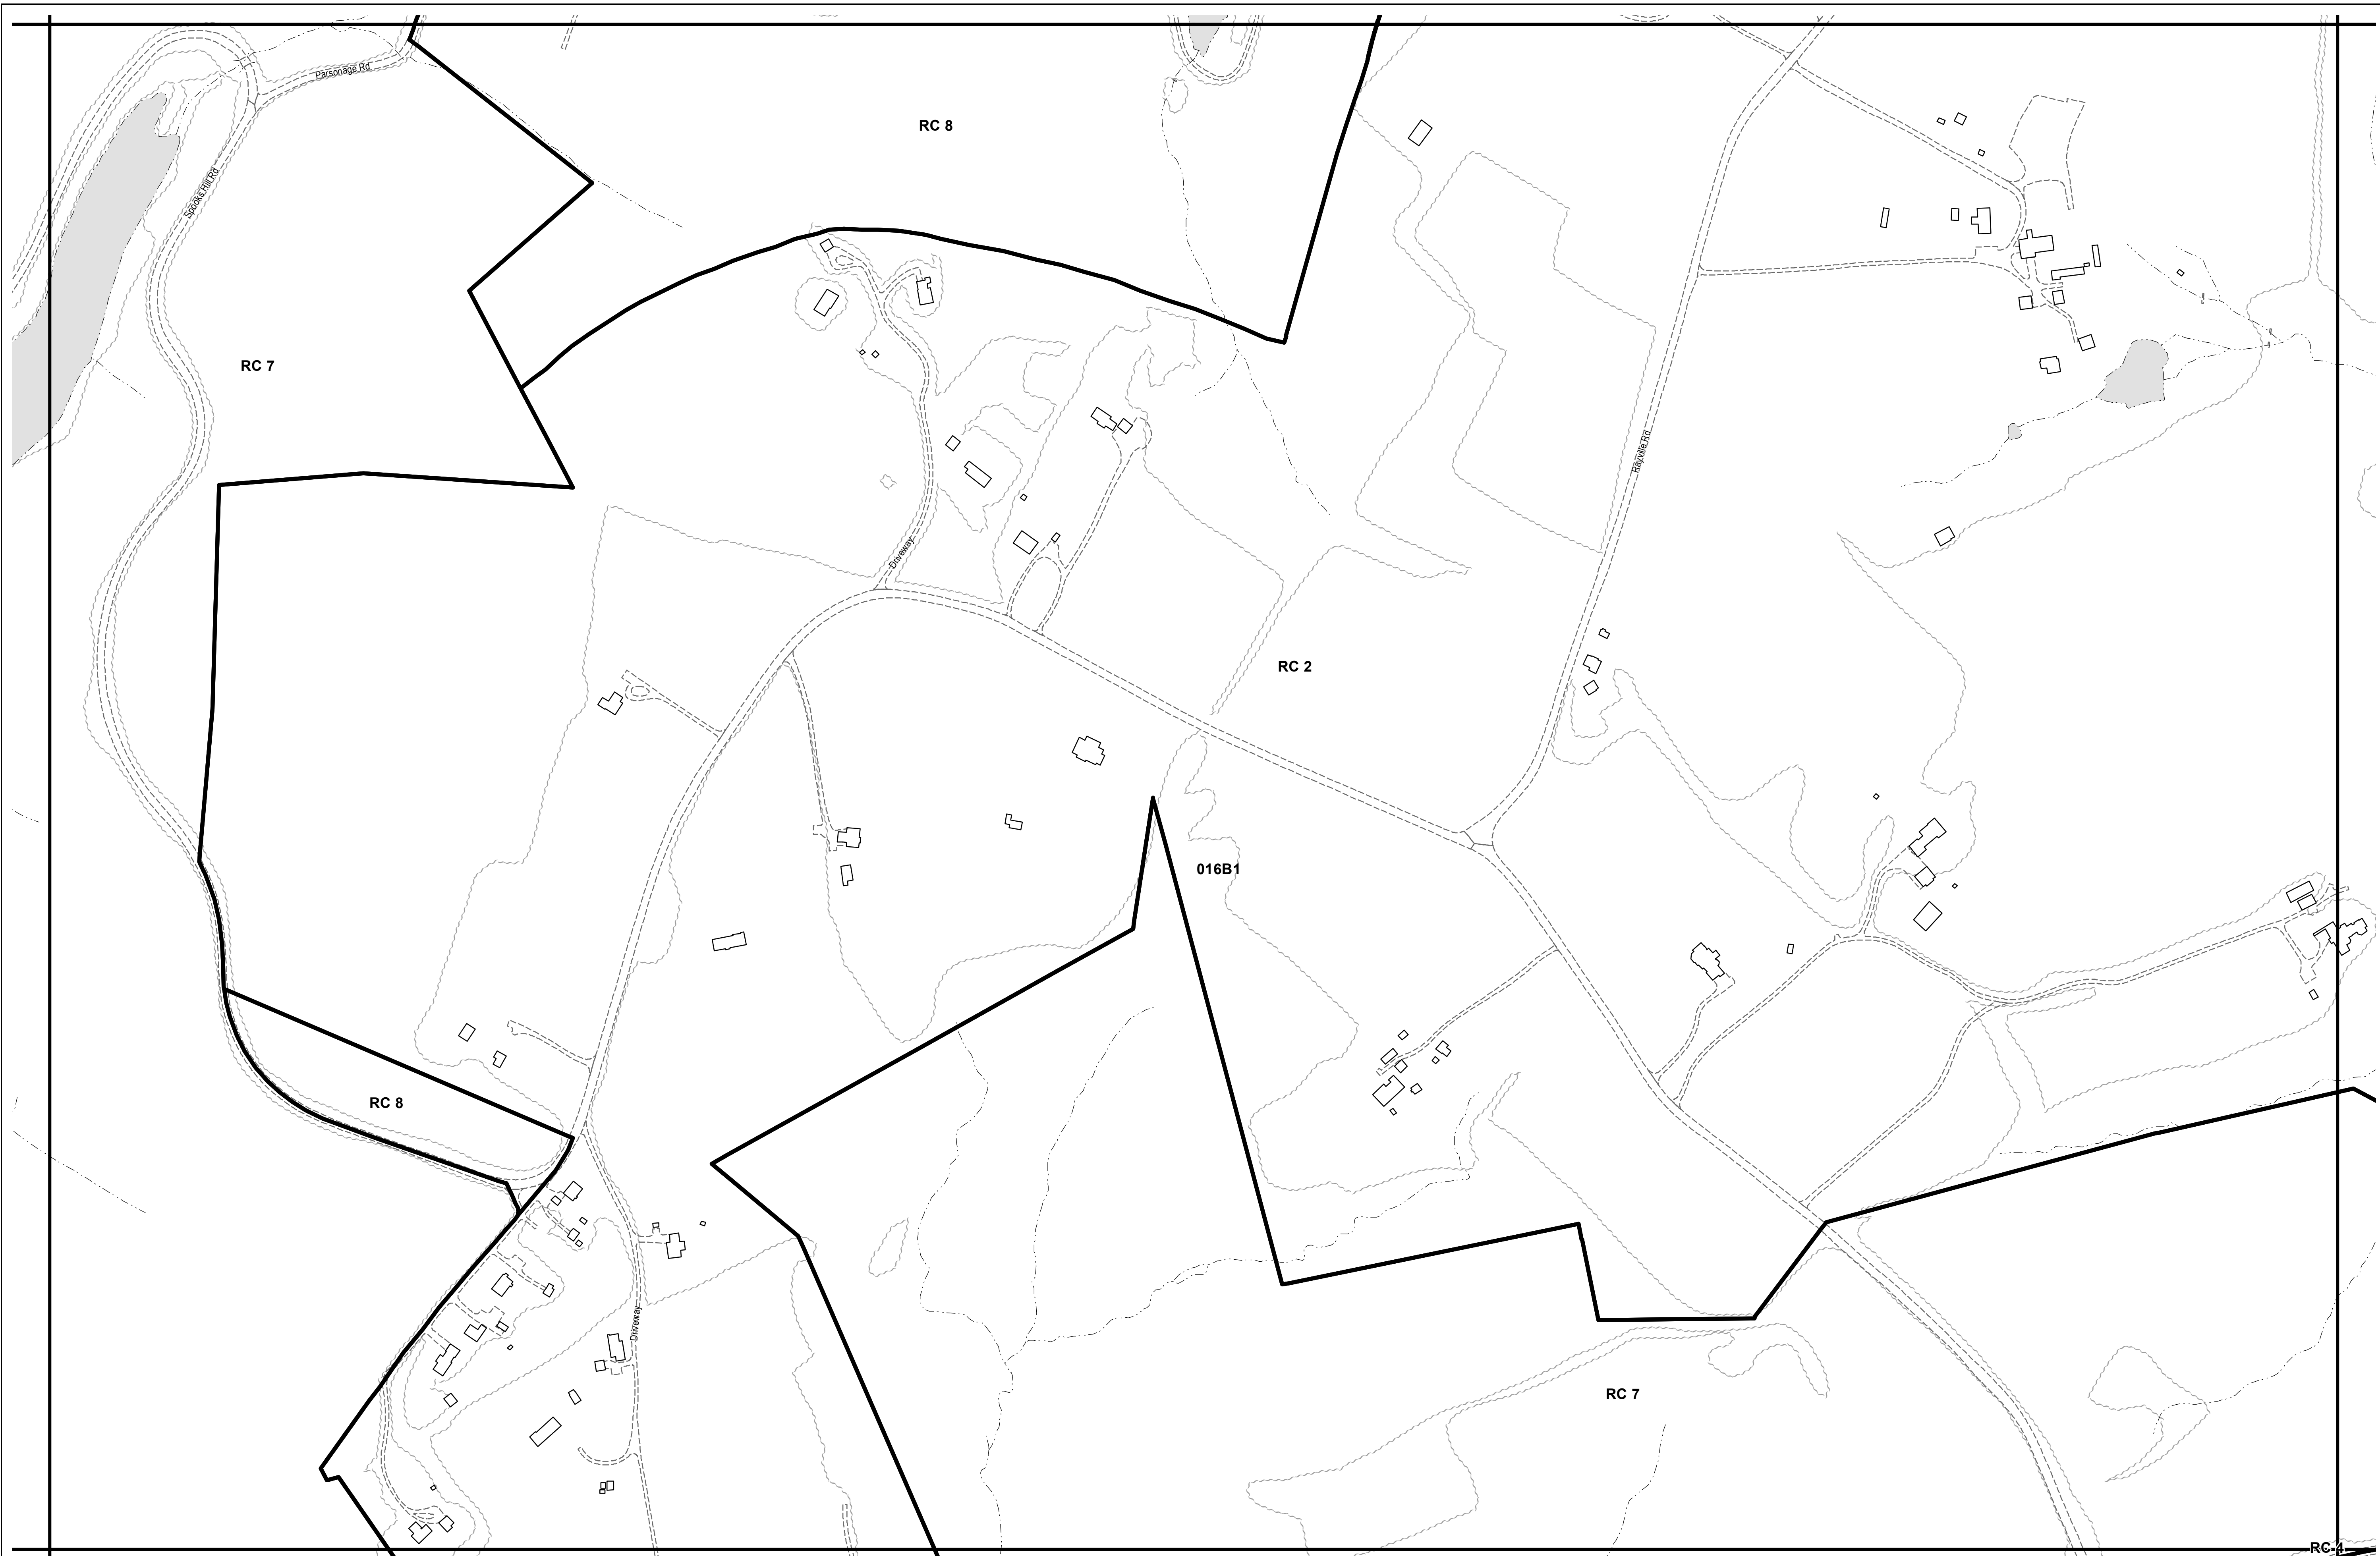 Parsonage Rd
RC 8
Spooks Hill Rd
RC 7
Rayville Rd
Driveway
RC 2
016B1
RC 8
Driveway
RC 7
RC 4